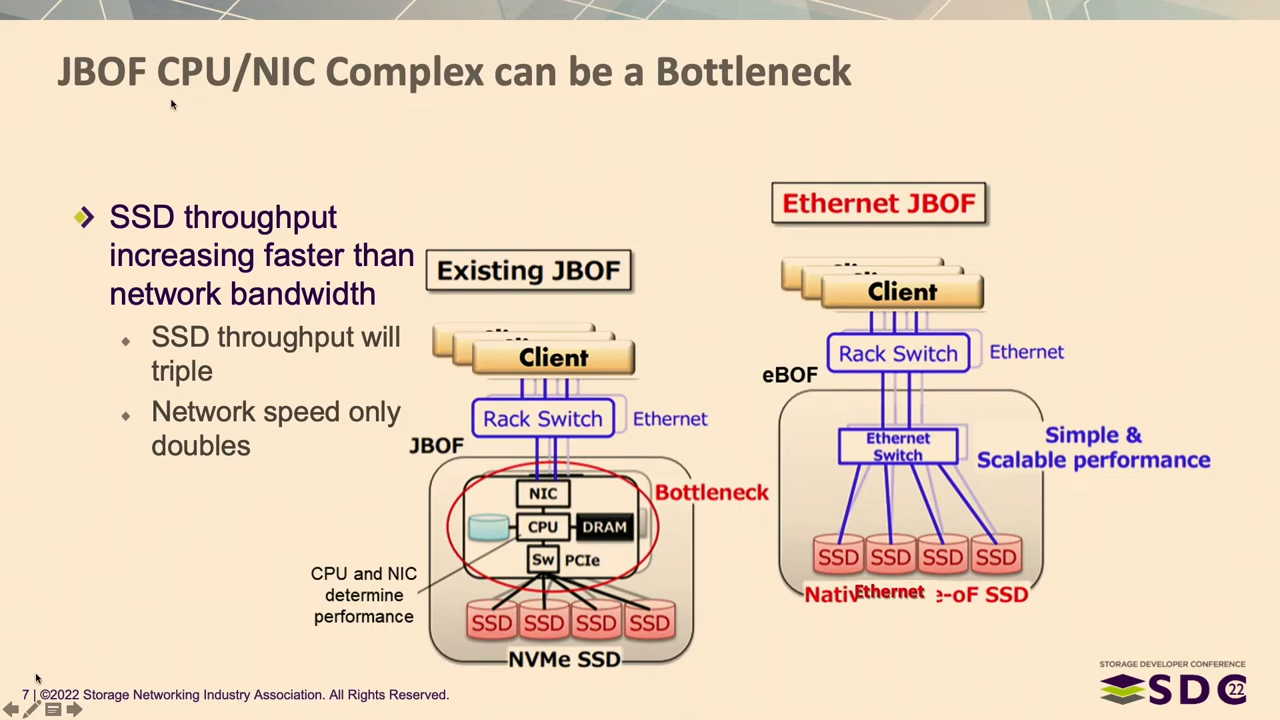 JBOF CPU/NIC Complex can be a Bottleneck
SSD throughput
increasing faster than
network bandwidth
SSD throughput will
triple
Network speed only
doubles
Existing JBOF
Client
Rack Switch
Ethernet
JBOF
NIC
CPU
DRAM
Sw
PCIe
Bottleneck
CPU and NIC
determine
performance
SSD
SSD
SSD
SSD
NVMe SSD
Ethernet JBOF
Client
Rack Switch
Ethernet
eBOF
Ethernet
Switch
Simple &
Scalable performance
SSD
SSD
SSD
SSD
Ethernet
e-oF SSD
7 | ©2022 Storage Networking Industry Association. All Rights Reserved.
STORAGE DEVELOPER CONFERENCE
SDC
22